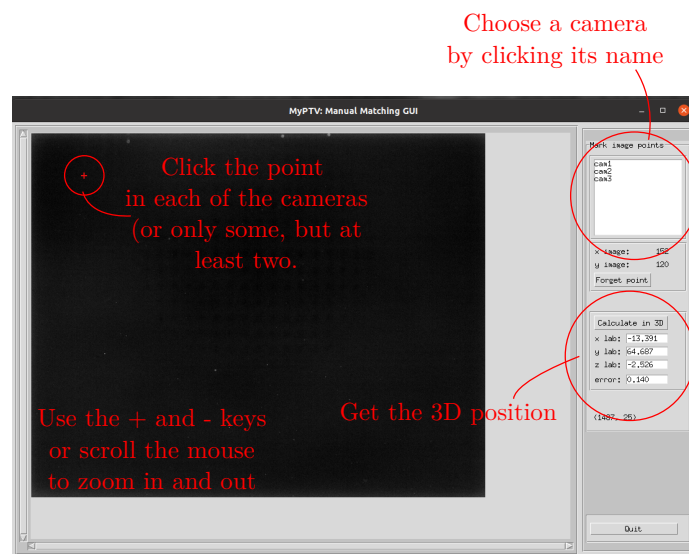 Choose a camera
by clicking its name
MyPTV: Manual Matching GUI
Mark image points
cam1
cam2
cam3
Click the point
in each of the cameras
(or only some, but at
least two.
x image: 152
y image: 120
Forget point
Calculate in 3D
x lab: -13.391
y lab: 64.687
z lab: -2.526
error: 0.140
Get the 3D position
(1487, 25)
Use the + and - keys
or scroll the mouse
to zoom in and out
Quit